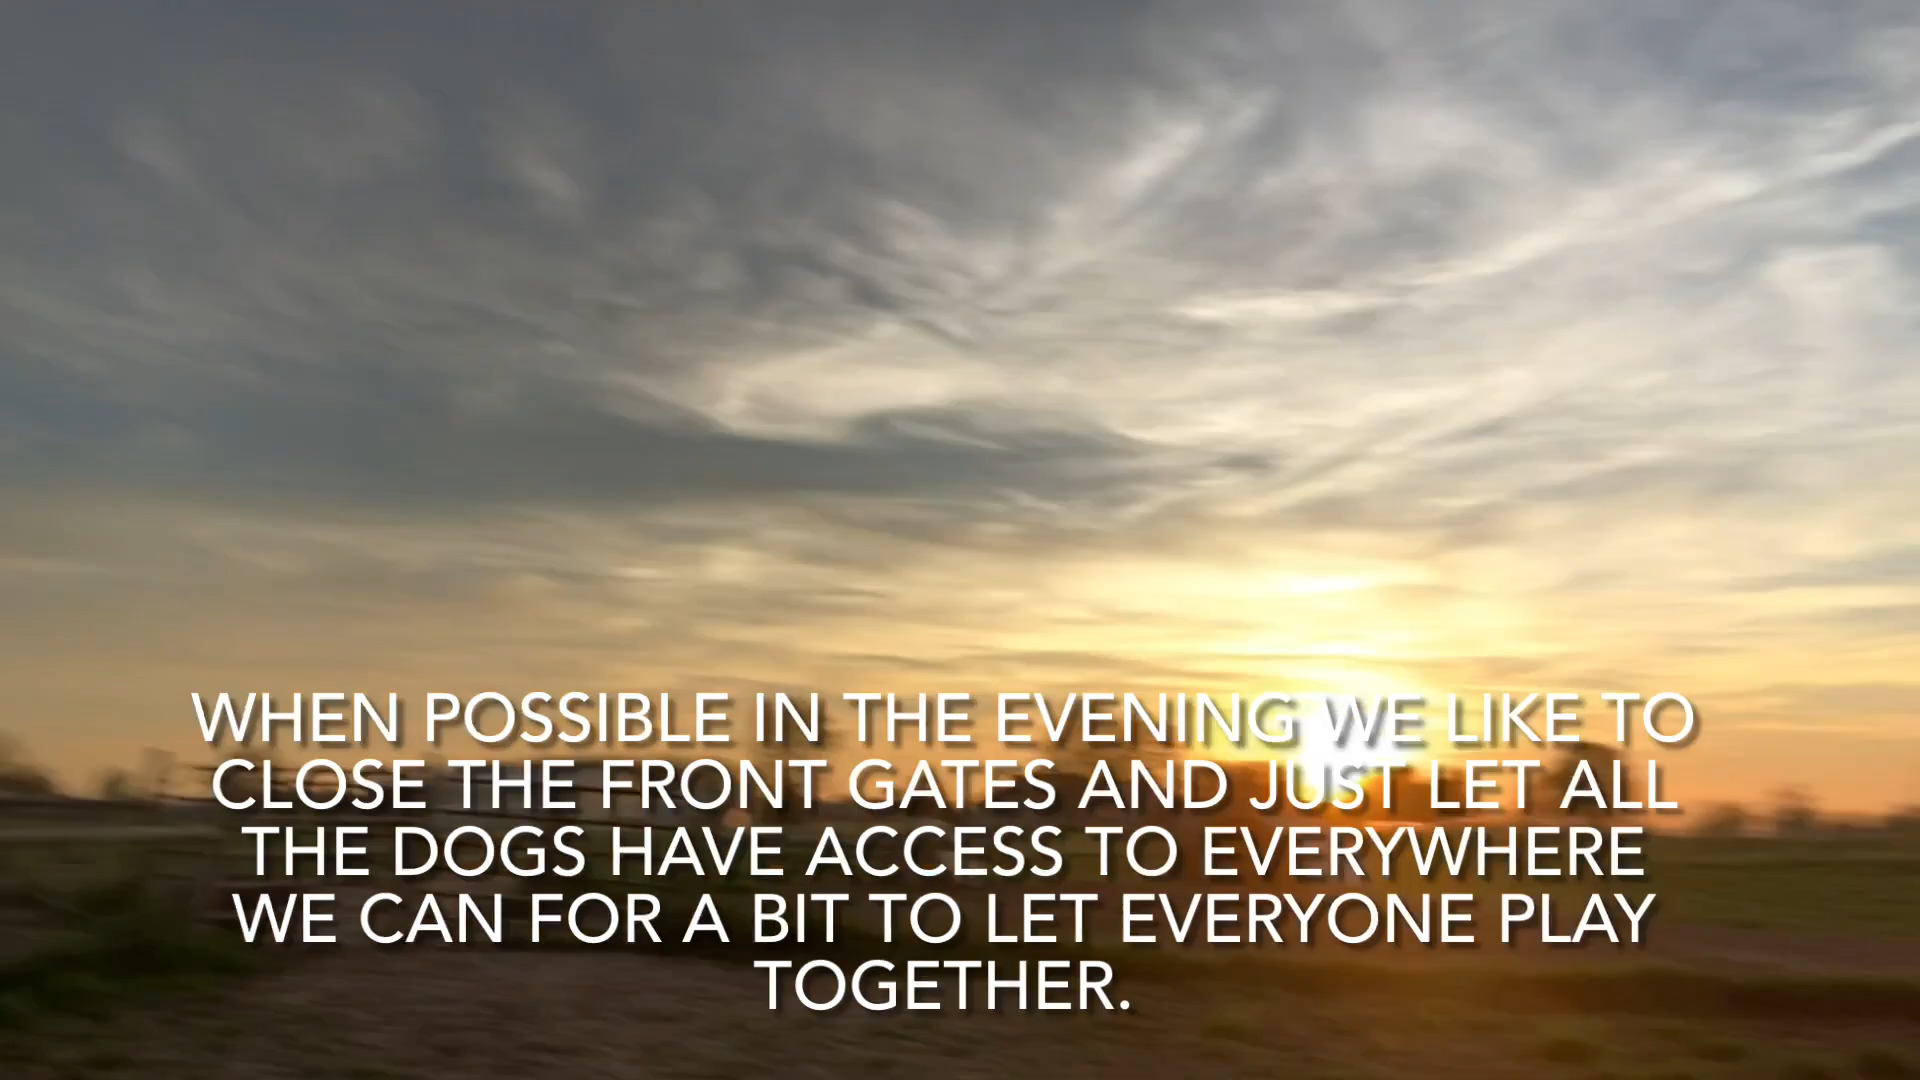 WHEN POSSIBLE IN THE EVENING WE LIKE TO
CLOSE THE FRONT GATES AND JUST LET ALL
THE DOGS HAVE ACCESS TO EVERYWHERE
WE CAN FOR A BIT TO LET EVERYONE PLAY
TOGETHER.